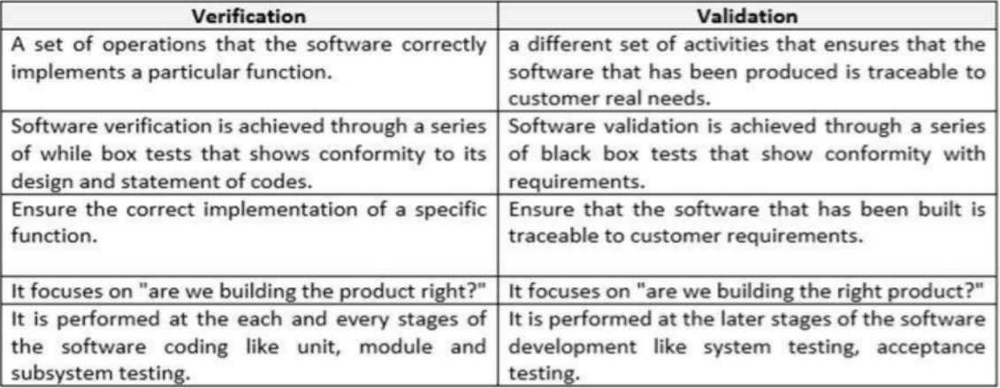 Verification
Validation
A set of operations that the software correctly
implements a particular function.
a different set of activities that ensures that the
software that has been produced is traceable to
customer real needs.
Software verification is achieved through a series
of while box tests that shows conformity to its
design and statement of codes.
Software validation is achieved through a series
of black box tests that show conformity with
requirements.
Ensure the correct implementation of a specific
function.
Ensure that the software that has been built is
traceable to customer requirements.
It focuses on "are we building the product right?"
It focuses on "are we building the right product?"
It is performed at the each and every stages of
the software coding like unit, module and
subsystem testing.
It is performed at the later stages of the software
development like system testing, acceptance
testing.